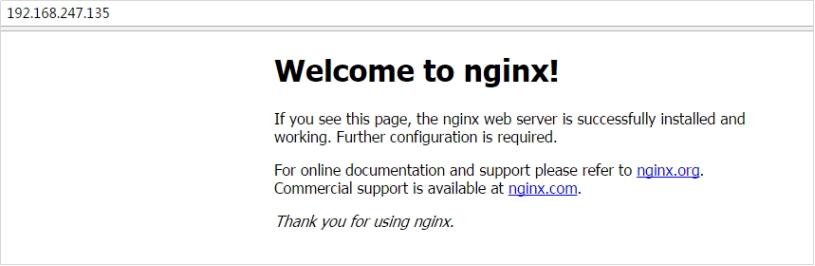 192.168.247.135
Welcome to nginx!
If you see this page, the nginx web server is successfully installed and
working. Further configuration is required.
For online documentation and support please refer to nginx.org.
Commercial support is available at nginx.com.
Thank you for using nginx.